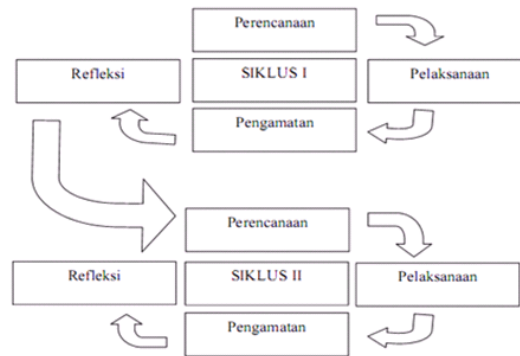 Perencanaan
Refleksi
SIKLUS I
Pelaksanaan
Pengamatan
Perencanaan
Refleksi
SIKLUS II
Pelaksanaan
Pengamatan